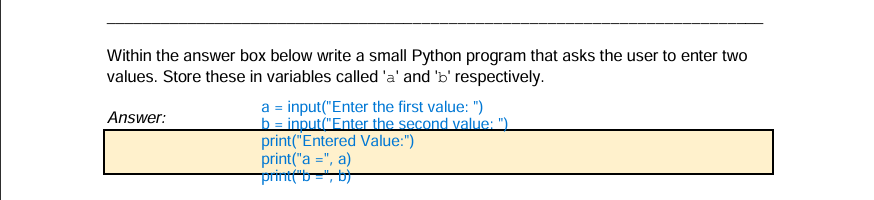 Within the answer box below write a small Python program that asks the user to enter two
values. Store these in variables called 'a' and 'b' respectively.
Answer:
a = input("Enter the first value: ")
b = input("Enter the second value: ")
print("Entered Value:")
print("a =", a)
print("b =", b)